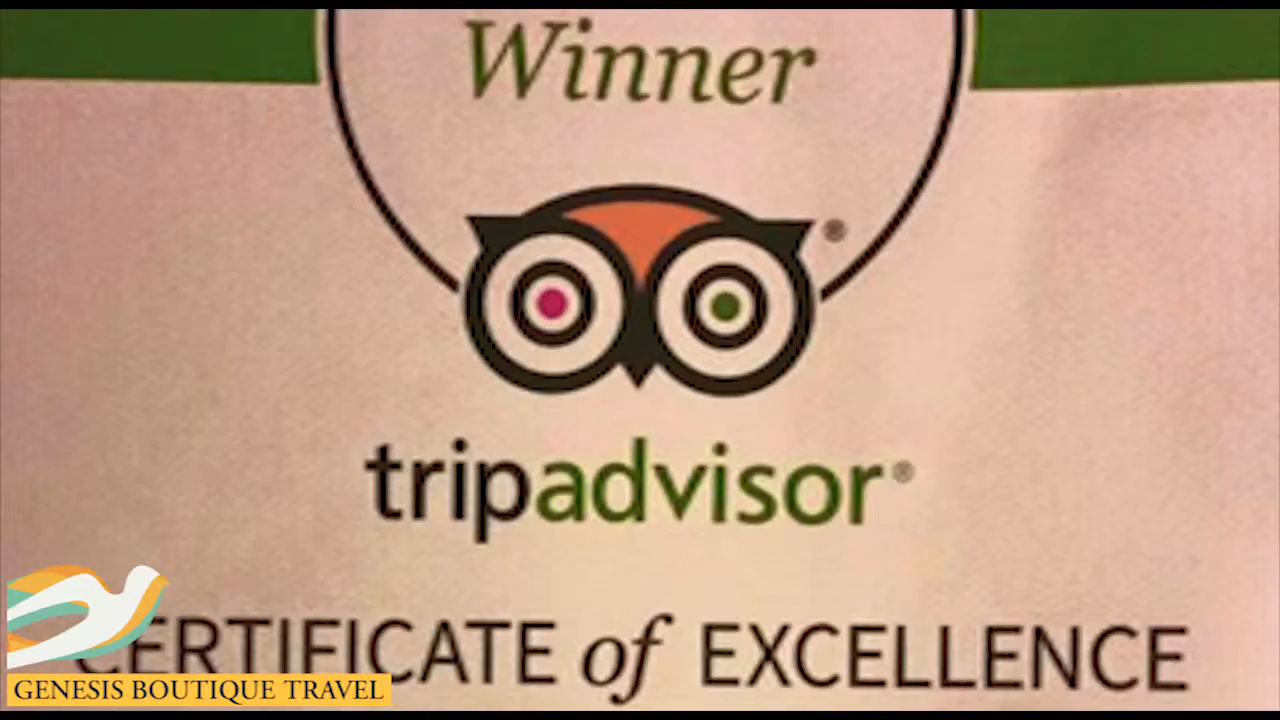 Winner
tripadvisor®
CERTIFICATE of EXCELLENCE
GENESIS BOUTIQUE TRAVEL